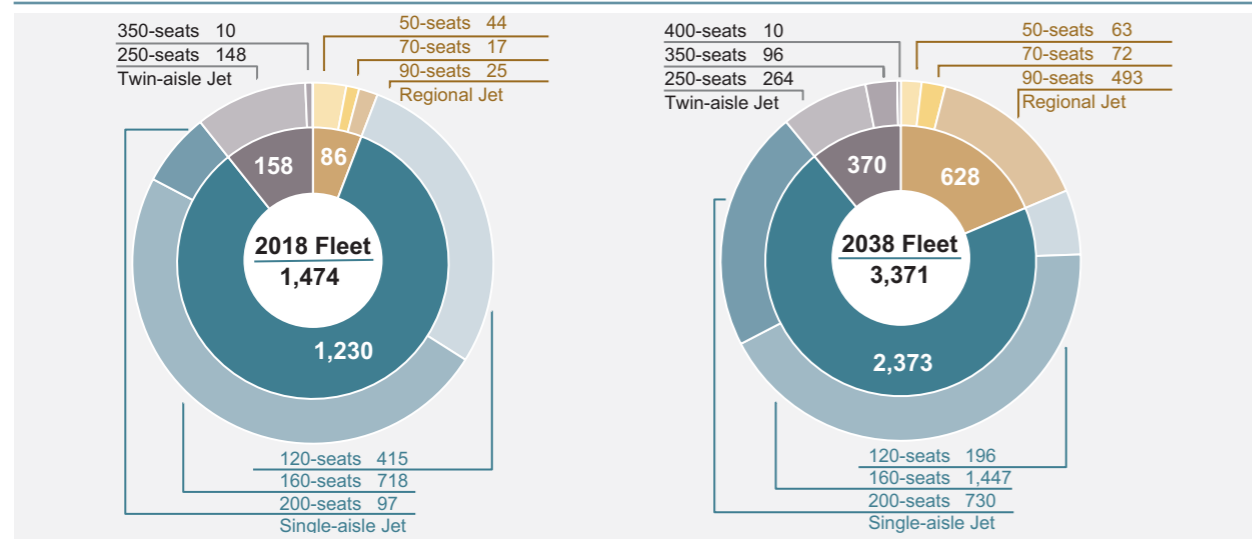 350-seats 10
250-seats 148
Twin-aisle Jet
50-seats 44
70-seats 17
90-seats 25
Regional Jet
158
86
2018 Fleet
1,474
1,230
120-seats 415
160-seats 718
200-seats 97
Single-aisle Jet
400-seats 10
350-seats 96
250-seats 264
Twin-aisle Jet
50-seats 63
70-seats 72
90-seats 493
Regional Jet
370
628
2038 Fleet
3,371
2,373
120-seats 196
160-seats 1,447
200-seats 730
Single-aisle Jet